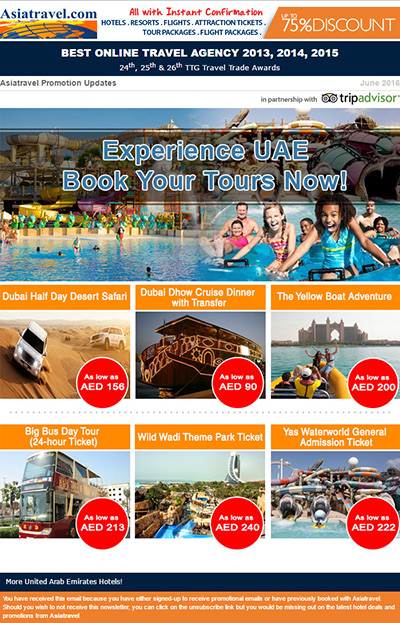 Asiatravel.com
All with Instant Confirmation
HOTELS . RESORTS . FLIGHTS . ATTRACTION TICKETS .
TOUR PACKAGES . FLIGHT PACKAGES .
UP TO
75% DISCOUNT
BEST ONLINE TRAVEL AGENCY 2013, 2014, 2015
24th, 25th & 26th TTG Travel Trade Awards
Asiatravel Promotion Updates
June 2016
in partnership with tripadvisor
Experience UAE
Book Your Tours Now!
Dubai Half Day Desert Safari
As low as
AED 156
Dubai Dhow Cruise Dinner
with Transfer
As low as
AED 90
The Yellow Boat Adventure
As low as
AED 200
Big Bus Day Tour
(24-hour Ticket)
As low as
AED 213
Wild Wadi Theme Park Ticket
As low as
AED 240
Yas Waterworld General
Admission Ticket
As low as
AED 222
More United Arab Emirates Hotels!
You have received this email because you have either signed-up to receive promotional emails or have previously booked with Asiatravel.
Should you wish to not receive this newsletter, you can click on the unsubscribe link but you would be missing out on the latest hotel deals and
promotions from Asiatravel